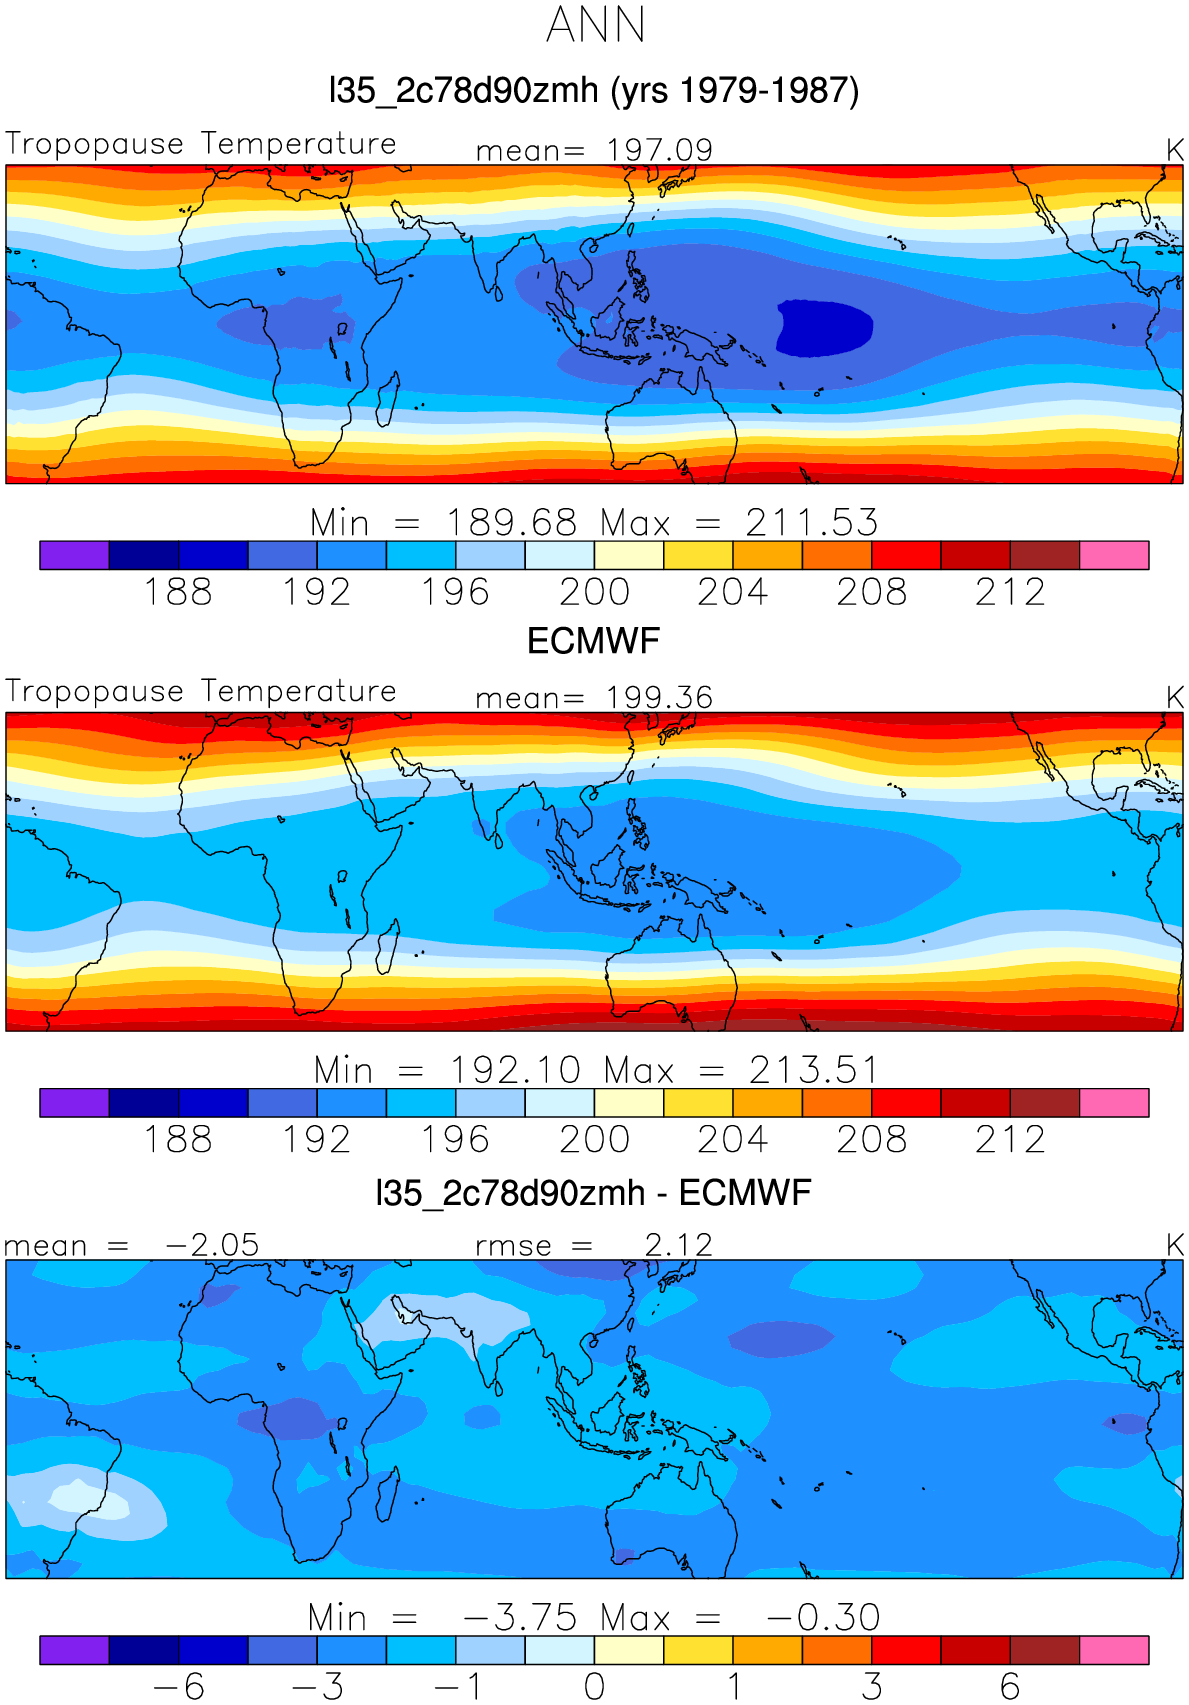 ANN
l35_2c78d90zmh (yrs 1979-1987)
Tropopause Temperature mean= 197.09 K
Min = 189.68 Max = 211.53
188 192 196 200 204 208 212
ECMWF
Tropopause Temperature mean= 199.36 K
Min = 192.10 Max = 213.51
188 192 196 200 204 208 212
l35_2c78d90zmh - ECMWF
mean = −2.05 rmse = 2.12 K
Min = −3.75 Max = −0.30
−6 −3 −1 0 1 3 6